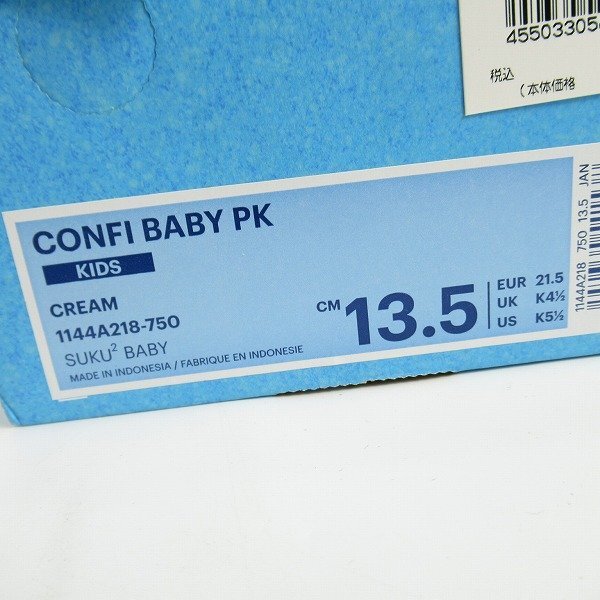 45503305
税込
(本体価格
CONFI BABY PK
KIDS
CREAM
1144A218-750
SUKU² BABY
MADE IN INDONESIA / FABRIQUE EN INDONESIE
CM 13.5
EUR 21.5
UK K4½
US K5½
1144A218 750 13.5 JAN